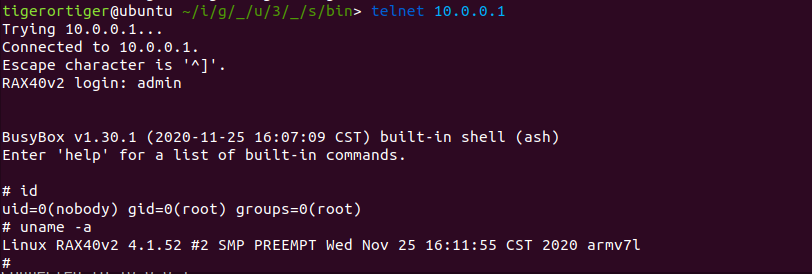 tigerortiger@ubuntu ~/i/g/_/u/3/_/s/bin> telnet 10.0.0.1
Trying 10.0.0.1...
Connected to 10.0.0.1.
Escape character is '^]'.
RAX40v2 login: admin
BusyBox v1.30.1 (2020-11-25 16:07:09 CST) built-in shell (ash)
Enter 'help' for a list of built-in commands.
# id
uid=0(nobody) gid=0(root) groups=0(root)
# uname -a
Linux RAX40v2 4.1.52 #2 SMP PREEMPT Wed Nov 25 16:11:55 CST 2020 armv7l
#